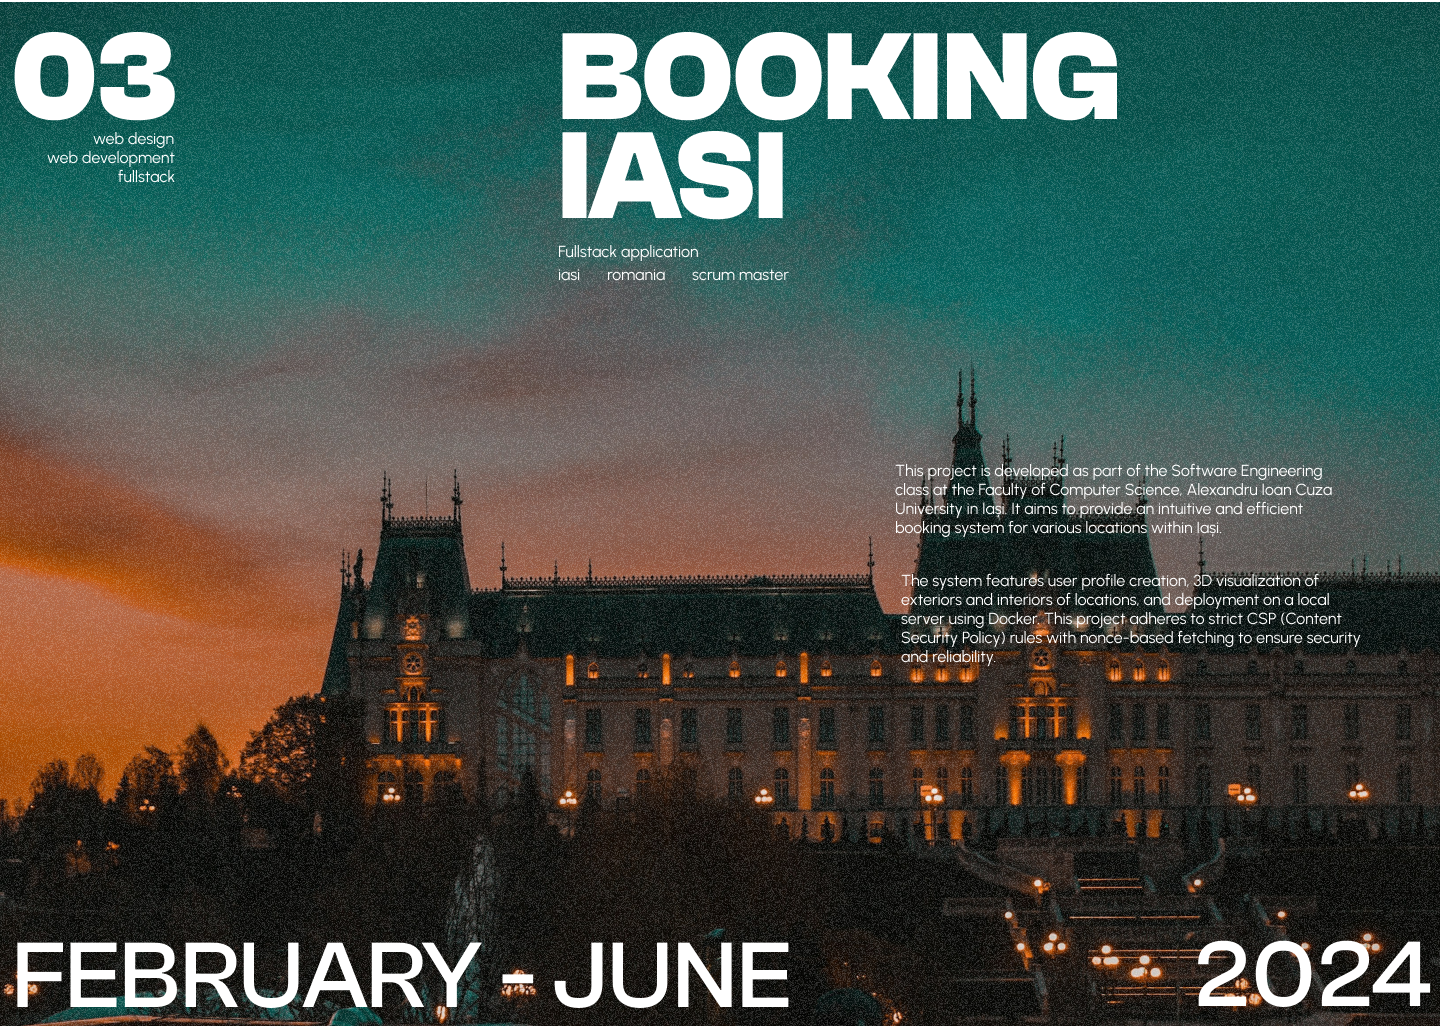 03
web design
web development
fullstack
BOOKING
IASI
Fullstack application
iasi romania scrum master
This project is developed as part of the Software Engineering
class at the Faculty of Computer Science, Alexandru Ioan Cuza
University in Iași. It aims to provide an intuitive and efficient
booking system for various locations within Iași.
The system features user profile creation, 3D visualization of
exteriors and interiors of locations, and deployment on a local
server using Docker. This project adheres to strict CSP (Content
Security Policy) rules with nonce-based fetching to ensure security
and reliability.
FEBRUARY - JUNE
2024